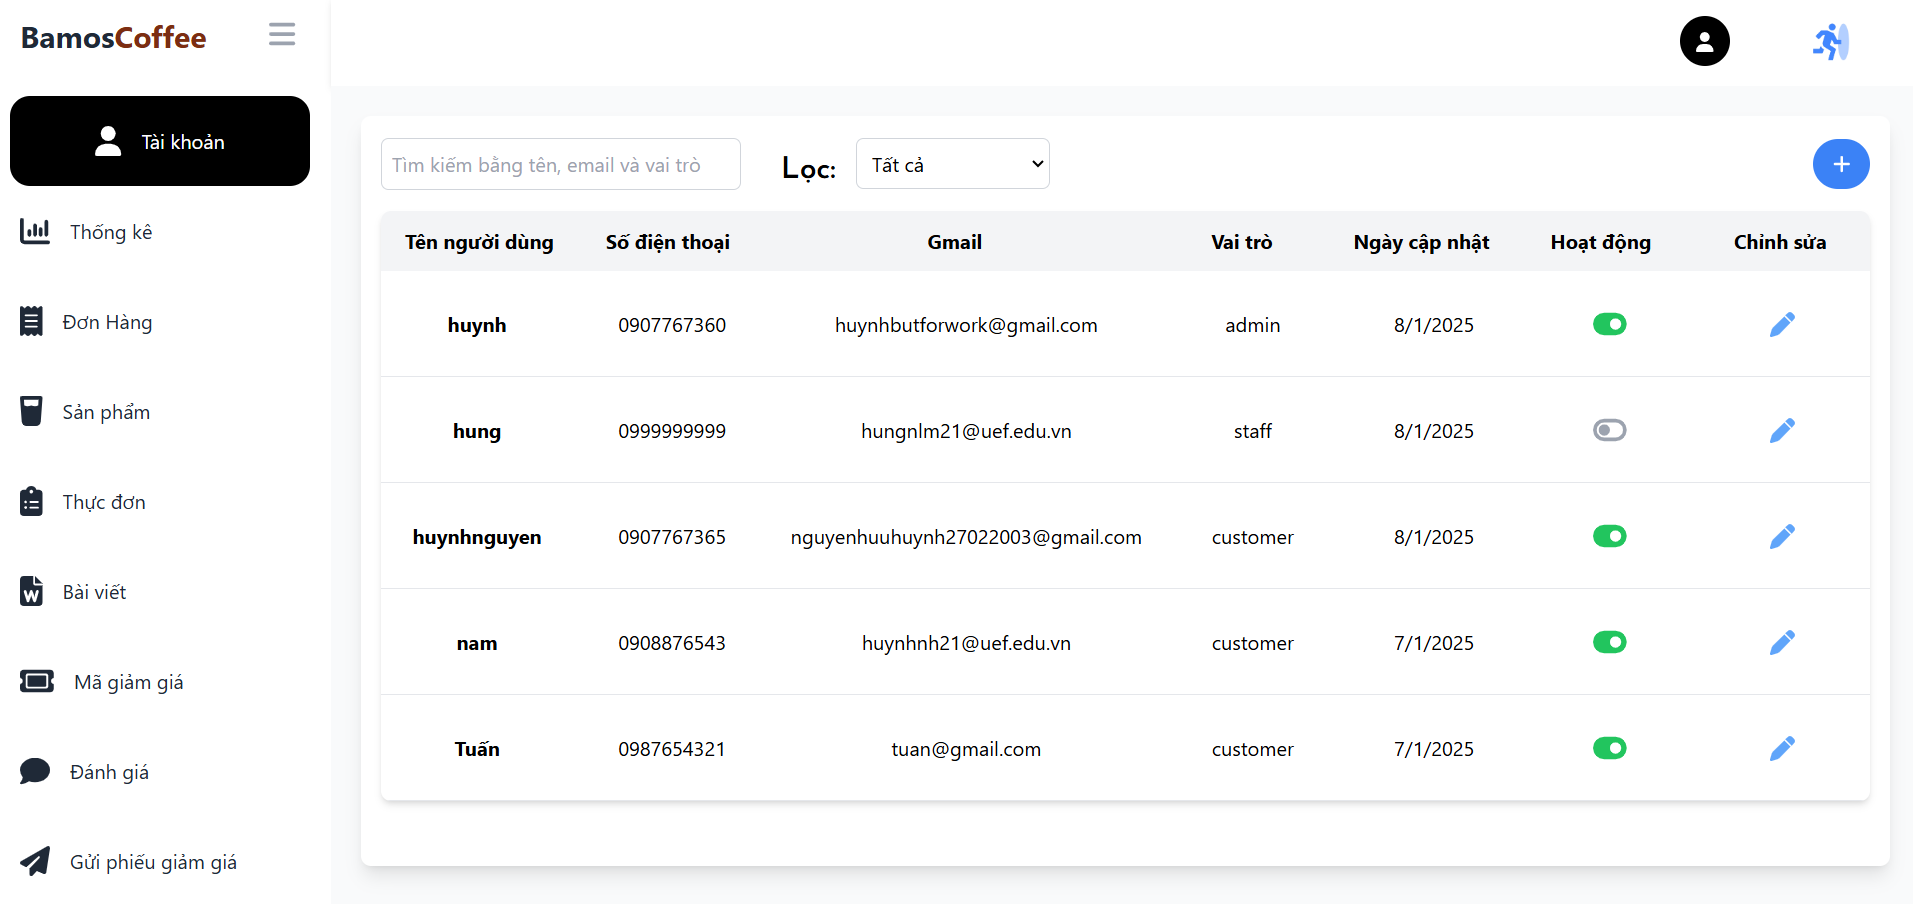 BamosCoffee
Tài khoản
Thống kê
Đơn Hàng
Sản phẩm
Thực đơn
Bài viết
Mã giảm giá
Đánh giá
Gửi phiếu giảm giá
Tìm kiếm bằng tên, email và vai trò
Lọc: Tất cả
Tên người dùng Số điện thoại Gmail Vai trò Ngày cập nhật Hoạt động Chỉnh sửa
huynh 0907767360 huynhbutforwork@gmail.com admin 8/1/2025
hung 0999999999 hungnlm21@uef.edu.vn staff 8/1/2025
huynhnguyen 0907767365 nguyenhuuhuynh27022003@gmail.com customer 8/1/2025
nam 0908876543 huynhnh21@uef.edu.vn customer 7/1/2025
Tuấn 0987654321 tuan@gmail.com customer 7/1/2025